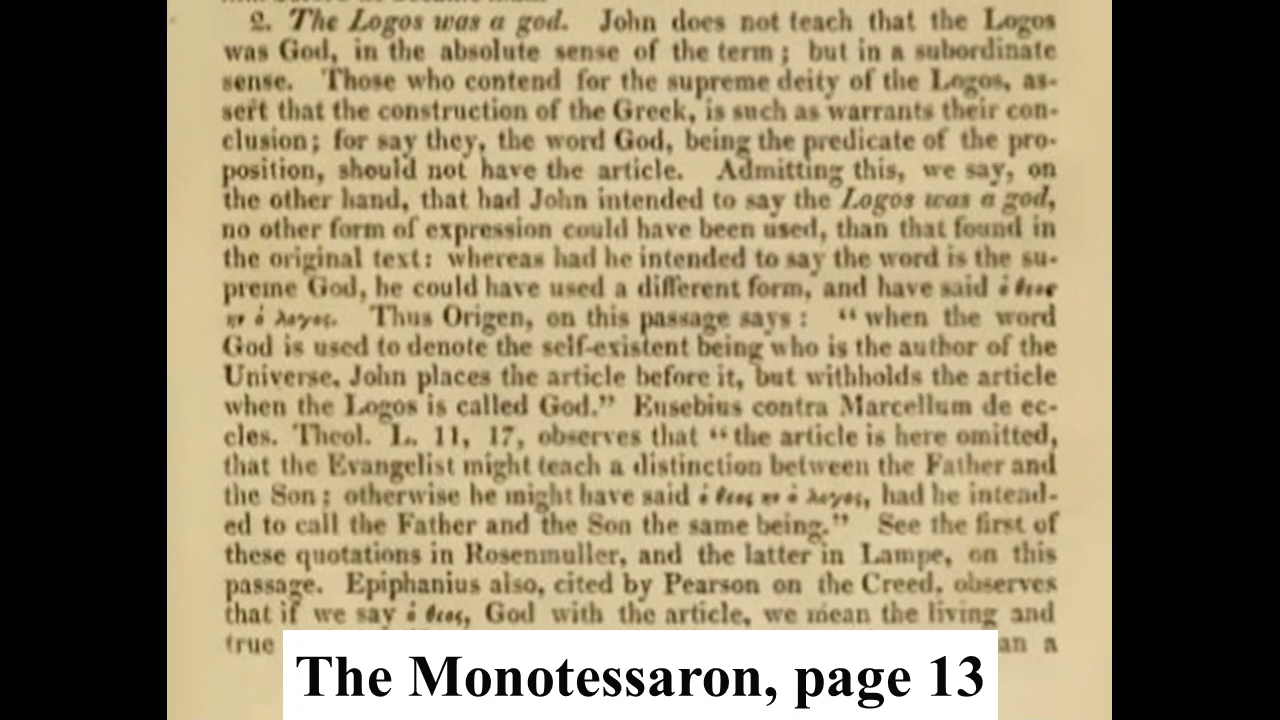 2. The Logos was a god. John does not teach that the Logos
was God, in the absolute sense of the term; but in a subordinate
sense. Those who contend for the supreme deity of the Logos, as-
sert that the construction of the Greek, is such as warrants their con-
clusion; for say they, the word God, being the predicate of the pro-
position, should not have the article. Admitting this, we say, on
the other hand, that had John intended to say the Logos was a god,
no other form of expression could have been used, than that found in
the original text: whereas had he intended to say the word is the su-
preme God, he could have used a different form, and have said ὁ θεος
ην ὁ λογος. Thus Origen, on this passage says: “when the word
God is used to denote the self-existent being who is the author of the
Universe, John places the article before it, but withholds the article
when the Logos is called God.” Eusebius contra Marcellum de ec-
cles. Theol. L. 11, 17, observes that “the article is here omitted,
that the Evangelist might teach a distinction between the Father and
the Son; otherwise he might have said ὁ θεος ην ὁ λογος, had he intend-
ed to call the Father and the Son the same being.” See the first of
these quotations in Rosenmuller, and the latter in Lampe, on this
passage. Epiphanius also, cited by Pearson on the Creed, observes
that if we say ὁ θεος, God with the article, we mean the living and
true an a
The Monotessaron, page 13